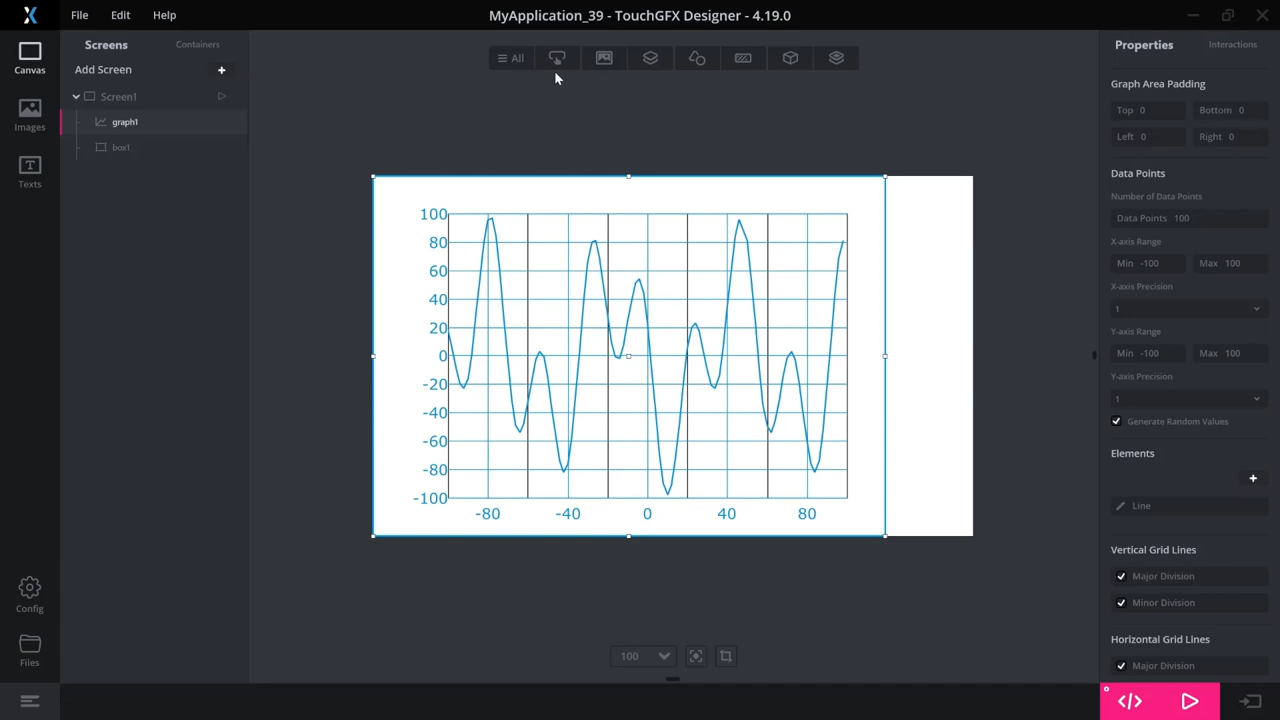 File Edit Help
MyApplication_39 - TouchGFX Designer - 4.19.0
Canvas
Images
Texts
Config
Files
Screens Containers
Add Screen +
Screen1
graph1
box1
All
100
80
60
40
20
0
-20
-40
-60
-80
-100
-80 -40 0 40 80
100
Properties Interactions
Graph Area Padding
Top 0 Bottom 0
Left 0 Right 0
Data Points
Number of Data Points
Data Points 100
X-axis Range
Min -100 Max 100
X-axis Precision
1
Y-axis Range
Min -100 Max 100
Y-axis Precision
1
Generate Random Values
Elements
+
Line
Vertical Grid Lines
Major Division
Minor Division
Horizontal Grid Lines
Major Division